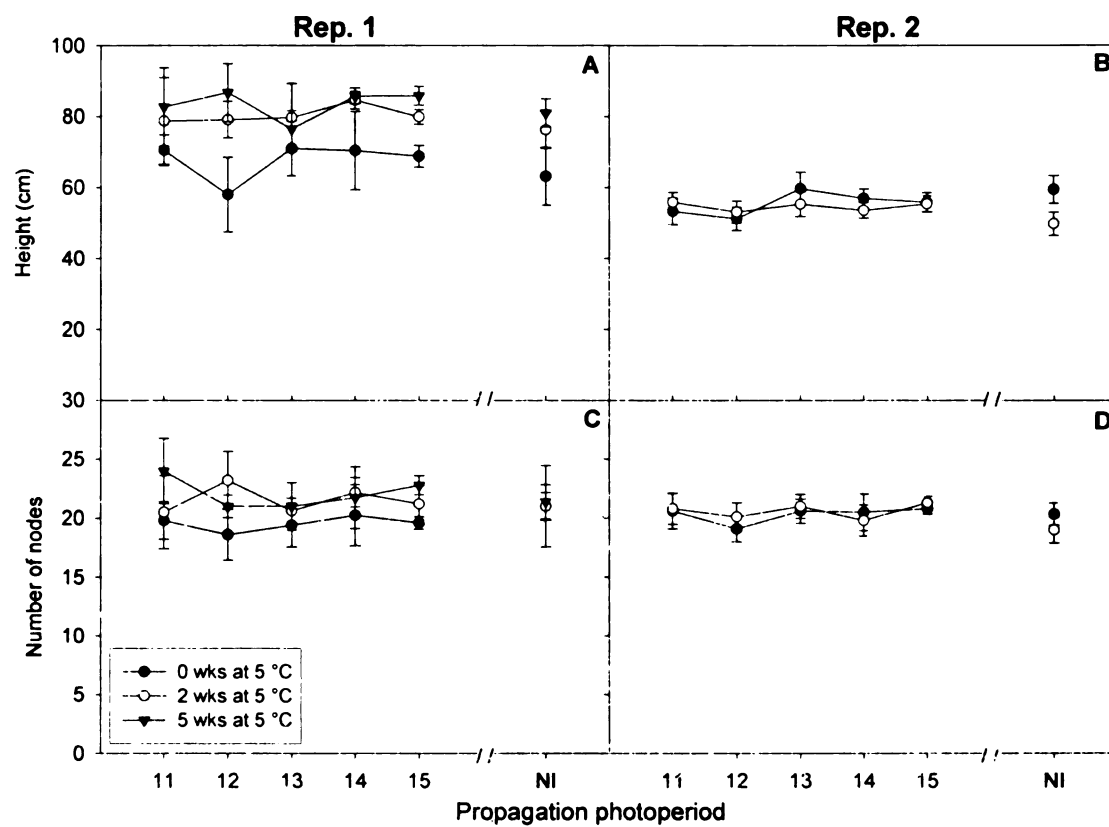 Rep. 1
Rep. 2
Height (cm)
100
80
60
40
20
A
B
Number of nodes
30
25
20
15
10
5
0
C
D
0 wks at 5 °C
2 wks at 5 °C
5 wks at 5 °C
11 12 13 14 15 // NI
11 12 13 14 15 // NI
Propagation photoperiod